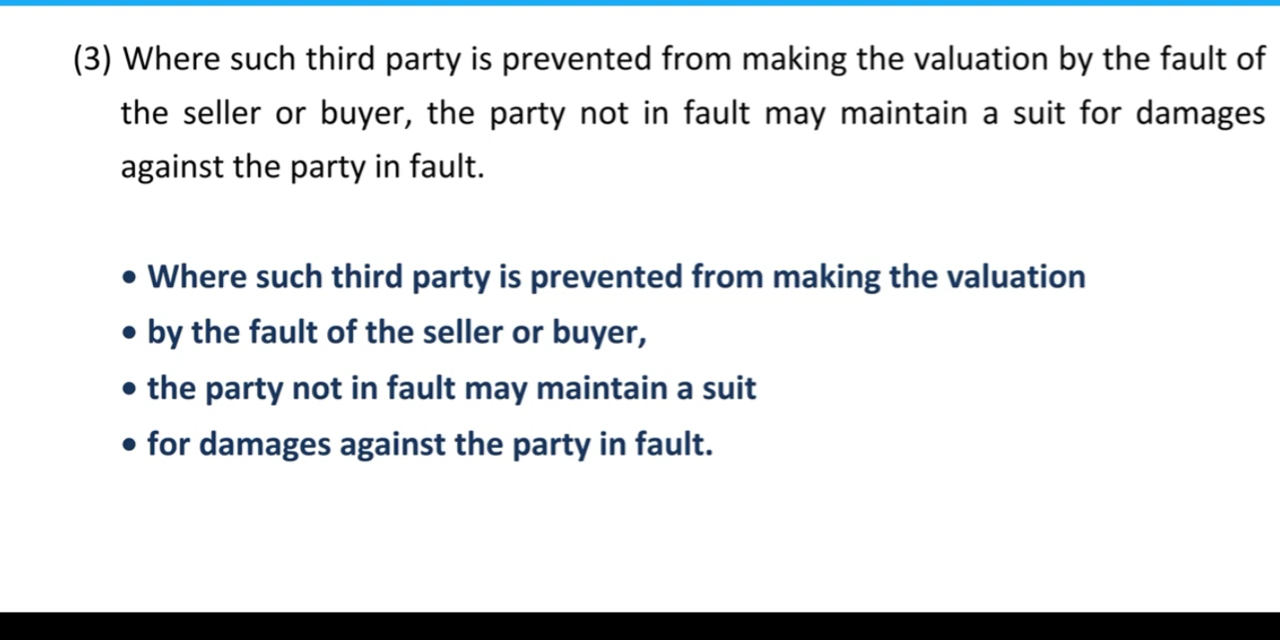 (3) Where such third party is prevented from making the valuation by the fault of
the seller or buyer, the party not in fault may maintain a suit for damages
against the party in fault.
• Where such third party is prevented from making the valuation
• by the fault of the seller or buyer,
• the party not in fault may maintain a suit
• for damages against the party in fault.